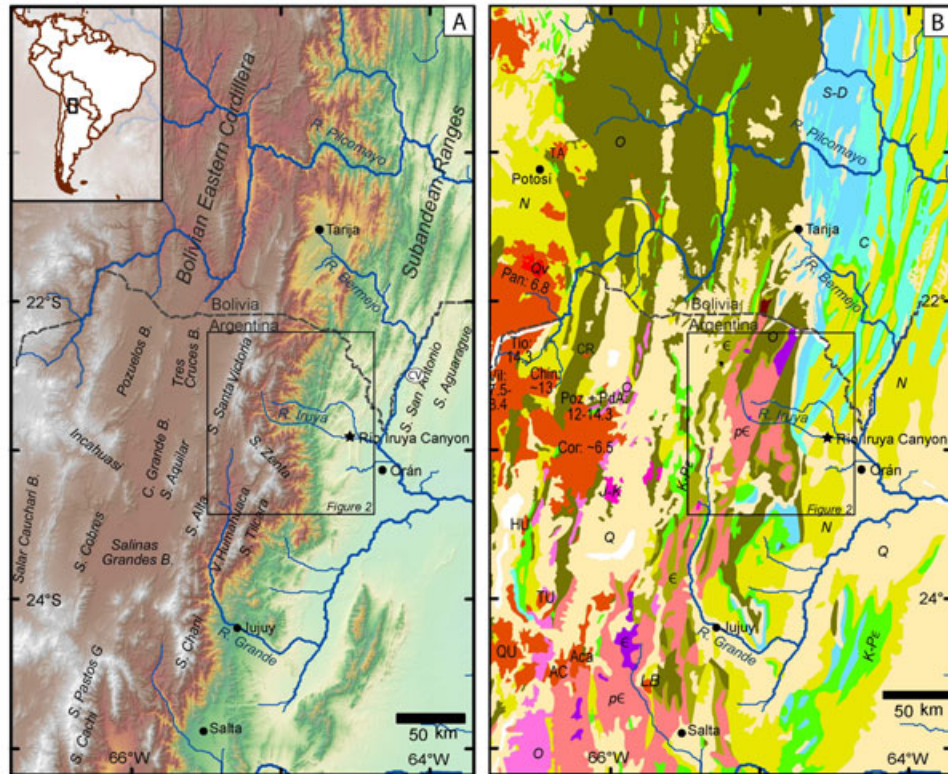 A
Bolivian Eastern Cordillera
R. Pilcomayo
Subandean Ranges
Tarija
R. Bermejo
22°S
Bolivia
Argentina
Pozuelos B.
Tres
Cruces B.
S. Santa Victoria
S. San Antonio
S. Aguarague
CV
R. Iruya
Rio Iruya Canyon
Incahuasi
C. Grande B.
S. Aguilar
S. Zenta
Orán
Figure 2
Salar Cauchari B.
S. Cobres
Salinas
Grandes B.
S. Alta
V. Humahuaca
S. Tilcara
24°S
Jujuy
R. Grande
S. Chani
S. Pastos G
S. Cachi
Salta
50 km
66°W
64°W
B
S-D
O
R. Pilcomayo
TA
Potosí
N
Tarija
C
R. Bermejo
Qv
Pan: 6.8
22°
Bolivia
Argentina
Є
O
CR
Tio:
14.3
Chin:
~13
O
Poz + PdA
12-14.3
N
R. Iruya
pЄ
Rio Iruya Canyon
Cor: ~6.5
Orán
J-K
Figure 2
N
HU
Q
Q
Є
24°
TU
Jujuy
R. Grande
QU
Aca
AC
Є
LB
pЄ
Salta
O
50 km
66°W
64°W